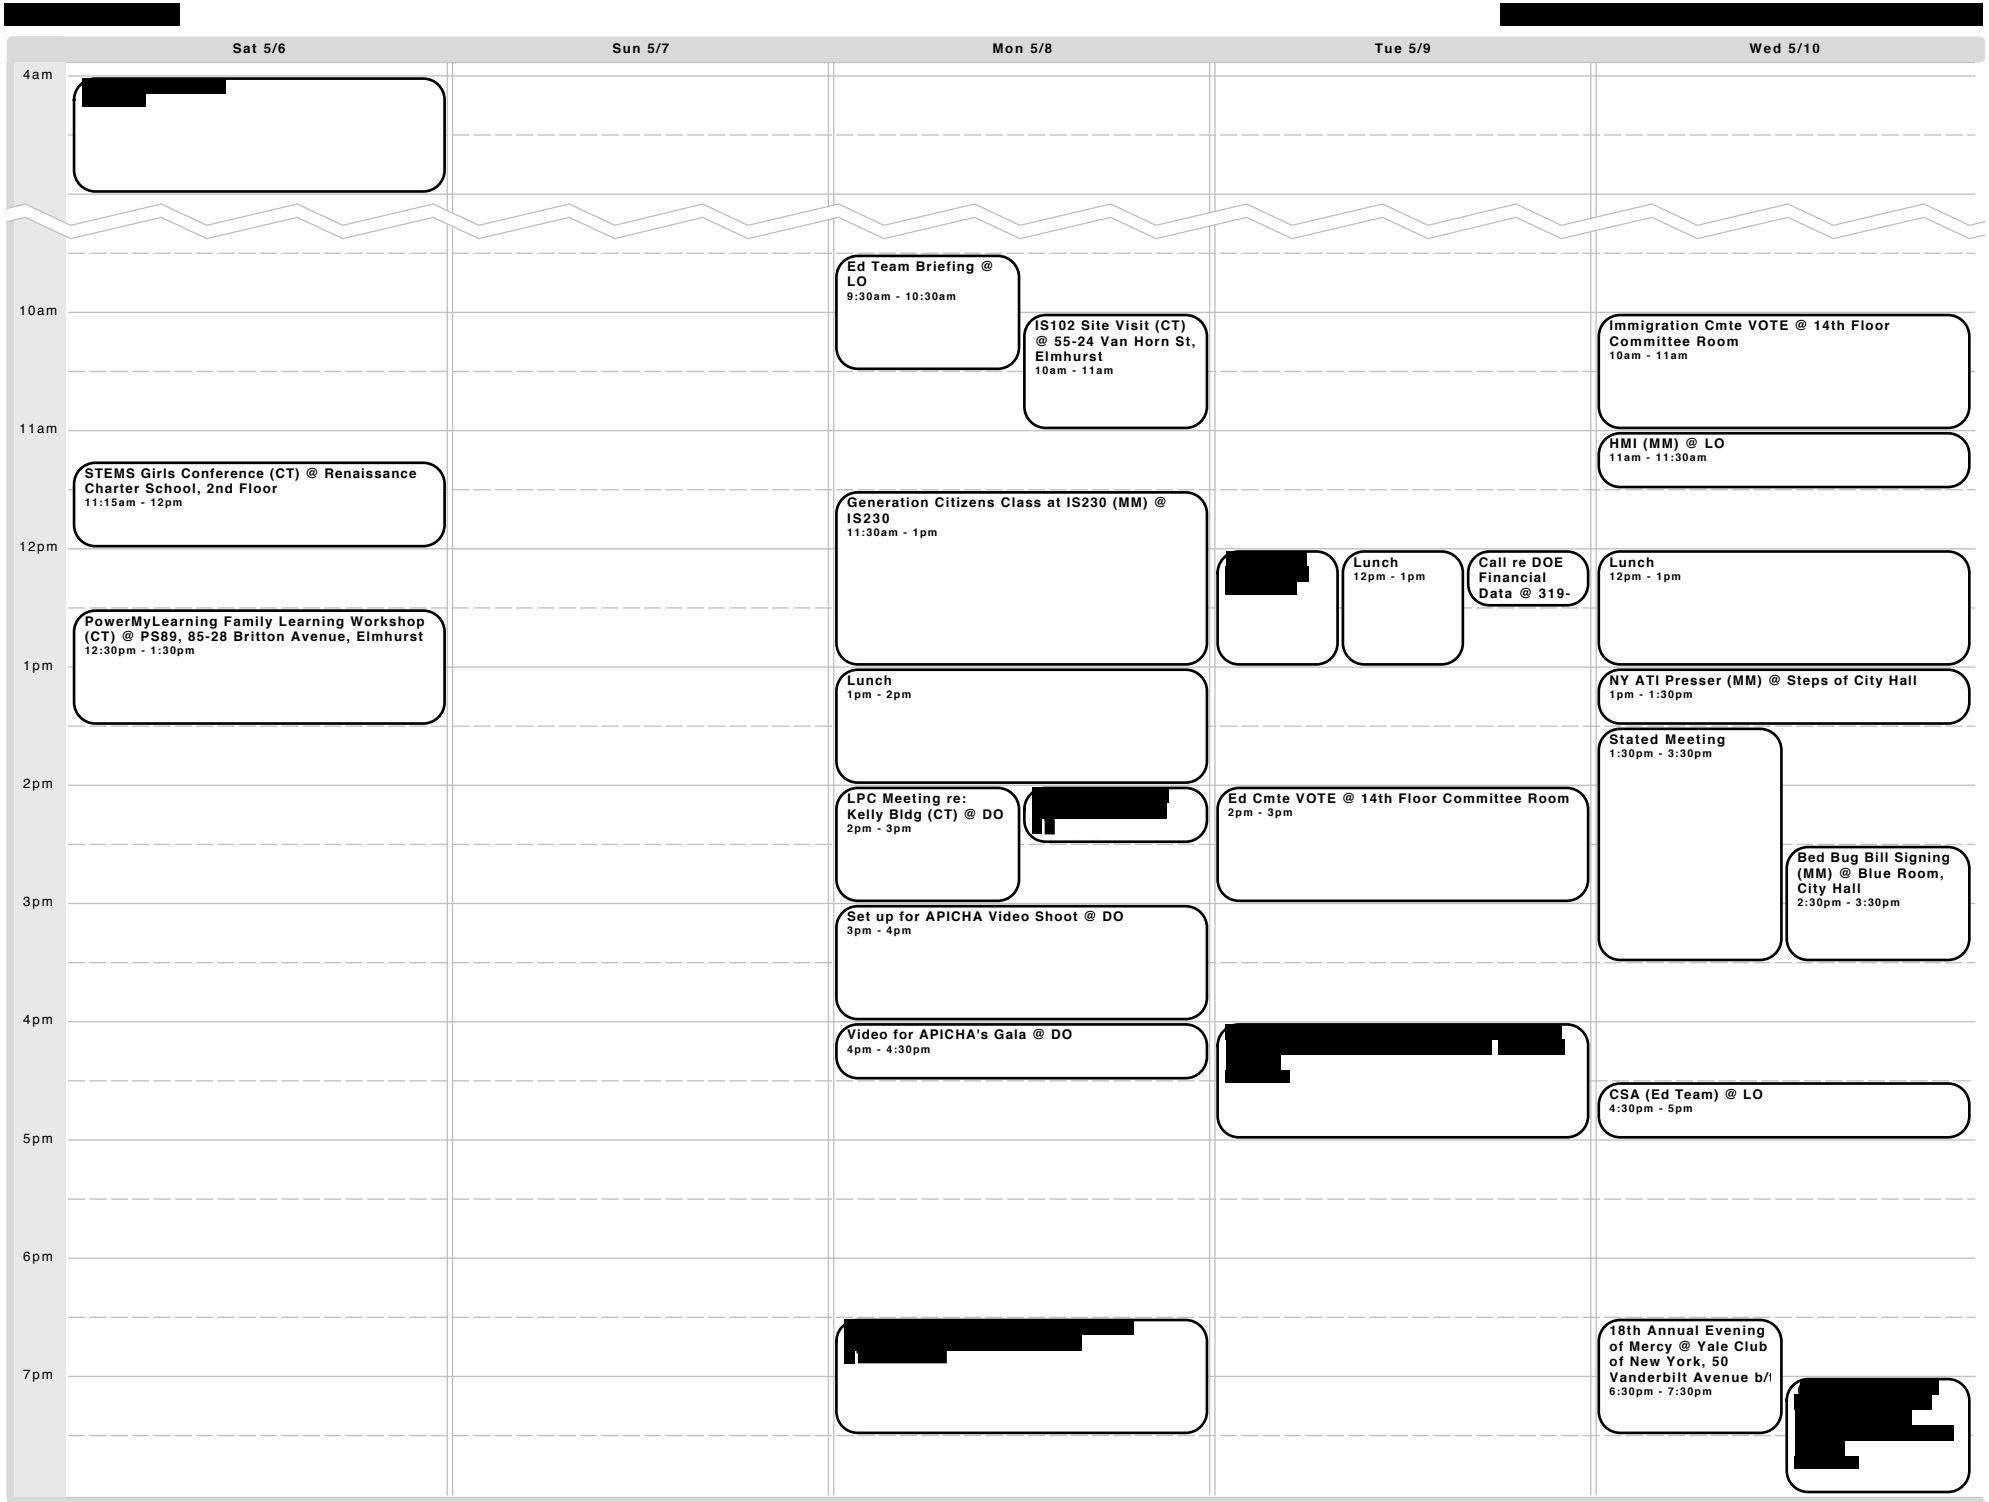 Sat 5/6
Sun 5/7
Mon 5/8
Tue 5/9
Wed 5/10
4am
10am
11am
12pm
1pm
2pm
3pm
4pm
5pm
6pm
7pm
STEMS Girls Conference (CT) @ Renaissance
Charter School, 2nd Floor
11:15am - 12pm
PowerMyLearning Family Learning Workshop
(CT) @ PS89, 85-28 Britton Avenue, Elmhurst
12:30pm - 1:30pm
Ed Team Briefing @
LO
9:30am - 10:30am
IS102 Site Visit (CT)
@ 55-24 Van Horn St,
Elmhurst
10am - 11am
Generation Citizens Class at IS230 (MM) @
IS230
11:30am - 1pm
Lunch
1pm - 2pm
LPC Meeting re:
Kelly Bldg (CT) @ DO
2pm - 3pm
Set up for APICHA Video Shoot @ DO
3pm - 4pm
Video for APICHA's Gala @ DO
4pm - 4:30pm
Lunch
12pm - 1pm
Call re DOE
Financial
Data @ 319-
Ed Cmte VOTE @ 14th Floor Committee Room
2pm - 3pm
Immigration Cmte VOTE @ 14th Floor
Committee Room
10am - 11am
HMI (MM) @ LO
11am - 11:30am
Lunch
12pm - 1pm
NY ATI Presser (MM) @ Steps of City Hall
1pm - 1:30pm
Stated Meeting
1:30pm - 3:30pm
Bed Bug Bill Signing
(MM) @ Blue Room,
City Hall
2:30pm - 3:30pm
CSA (Ed Team) @ LO
4:30pm - 5pm
18th Annual Evening
of Mercy @ Yale Club
of New York, 50
Vanderbilt Avenue b/t
6:30pm - 7:30pm